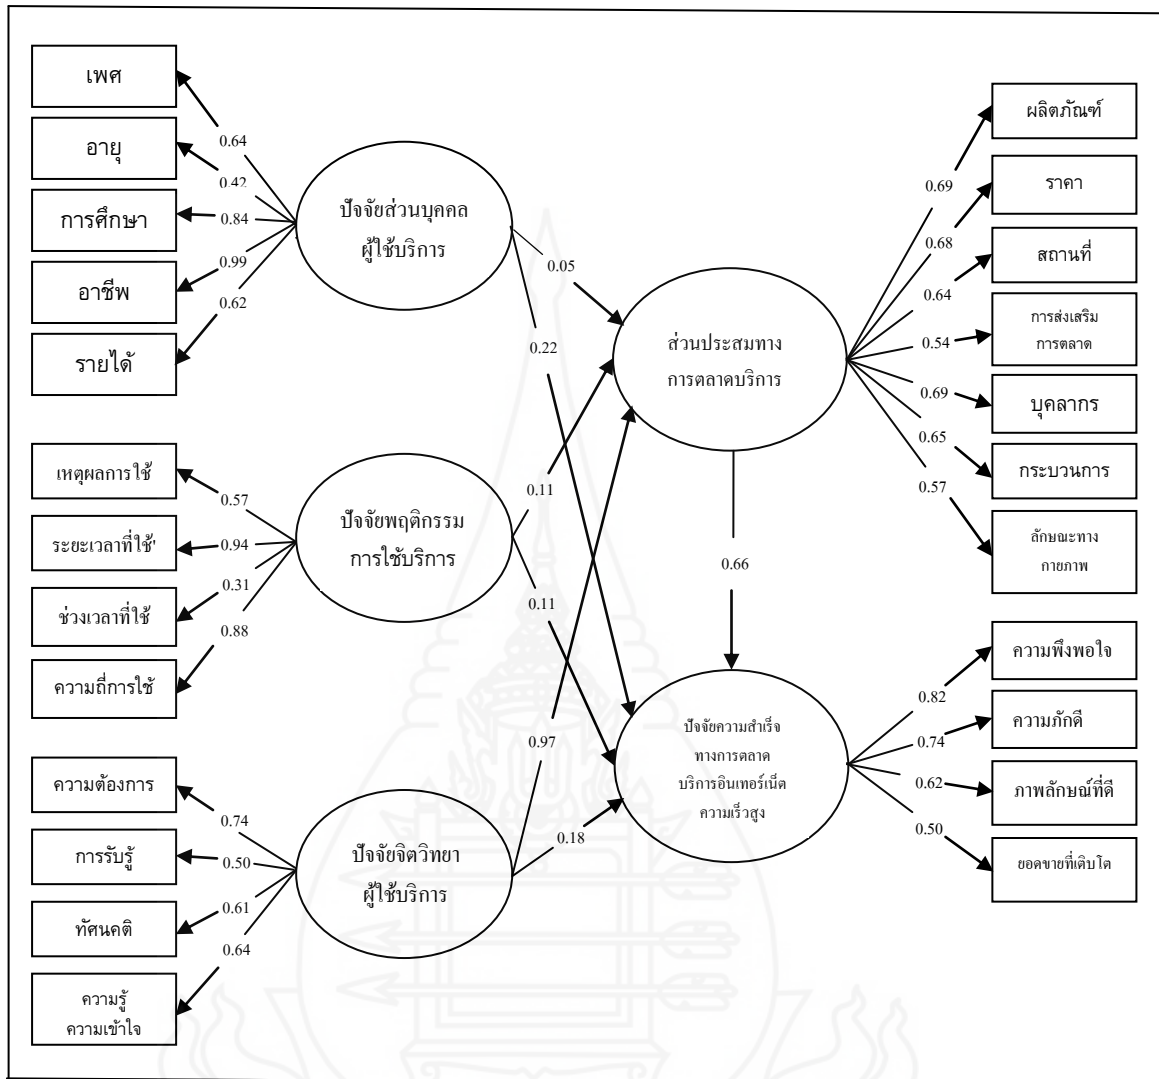 เพศ
0.64
อายุ
0.42
การศึกษา
0.84
อาชีพ
0.99
รายได้
0.62
ปัจจัยส่วนบุคคล
ผู้ใช้บริการ
เหตุผลการใช้
0.57
ระยะเวลาที่ใช้'
0.94
ช่วงเวลาที่ใช้
0.31
ความถี่การใช้
0.88
ปัจจัยพฤติกรรม
การใช้บริการ
ความต้องการ
0.74
การรับรู้
0.50
ทัศนคติ
0.61
ความรู้
ความเข้าใจ
0.64
ปัจจัยจิตวิทยา
ผู้ใช้บริการ
0.05
0.22
0.11
0.11
0.97
0.18
ส่วนประสมทาง
การตลาดบริการ
0.66
ปัจจัยความสำเร็จ
ทางการตลาด
บริการอินเทอร์เน็ต
ความเร็วสูง
0.69
ผลิตภัณฑ์
0.68
ราคา
0.64
สถานที่
0.54
การส่งเสริม
การตลาด
0.69
บุคลากร
0.65
กระบวนการ
0.57
ลักษณะทาง
กายภาพ
0.82
ความพึงพอใจ
0.74
ความภักดี
0.62
ภาพลักษณ์ที่ดี
0.50
ยอดขายที่เติบโต